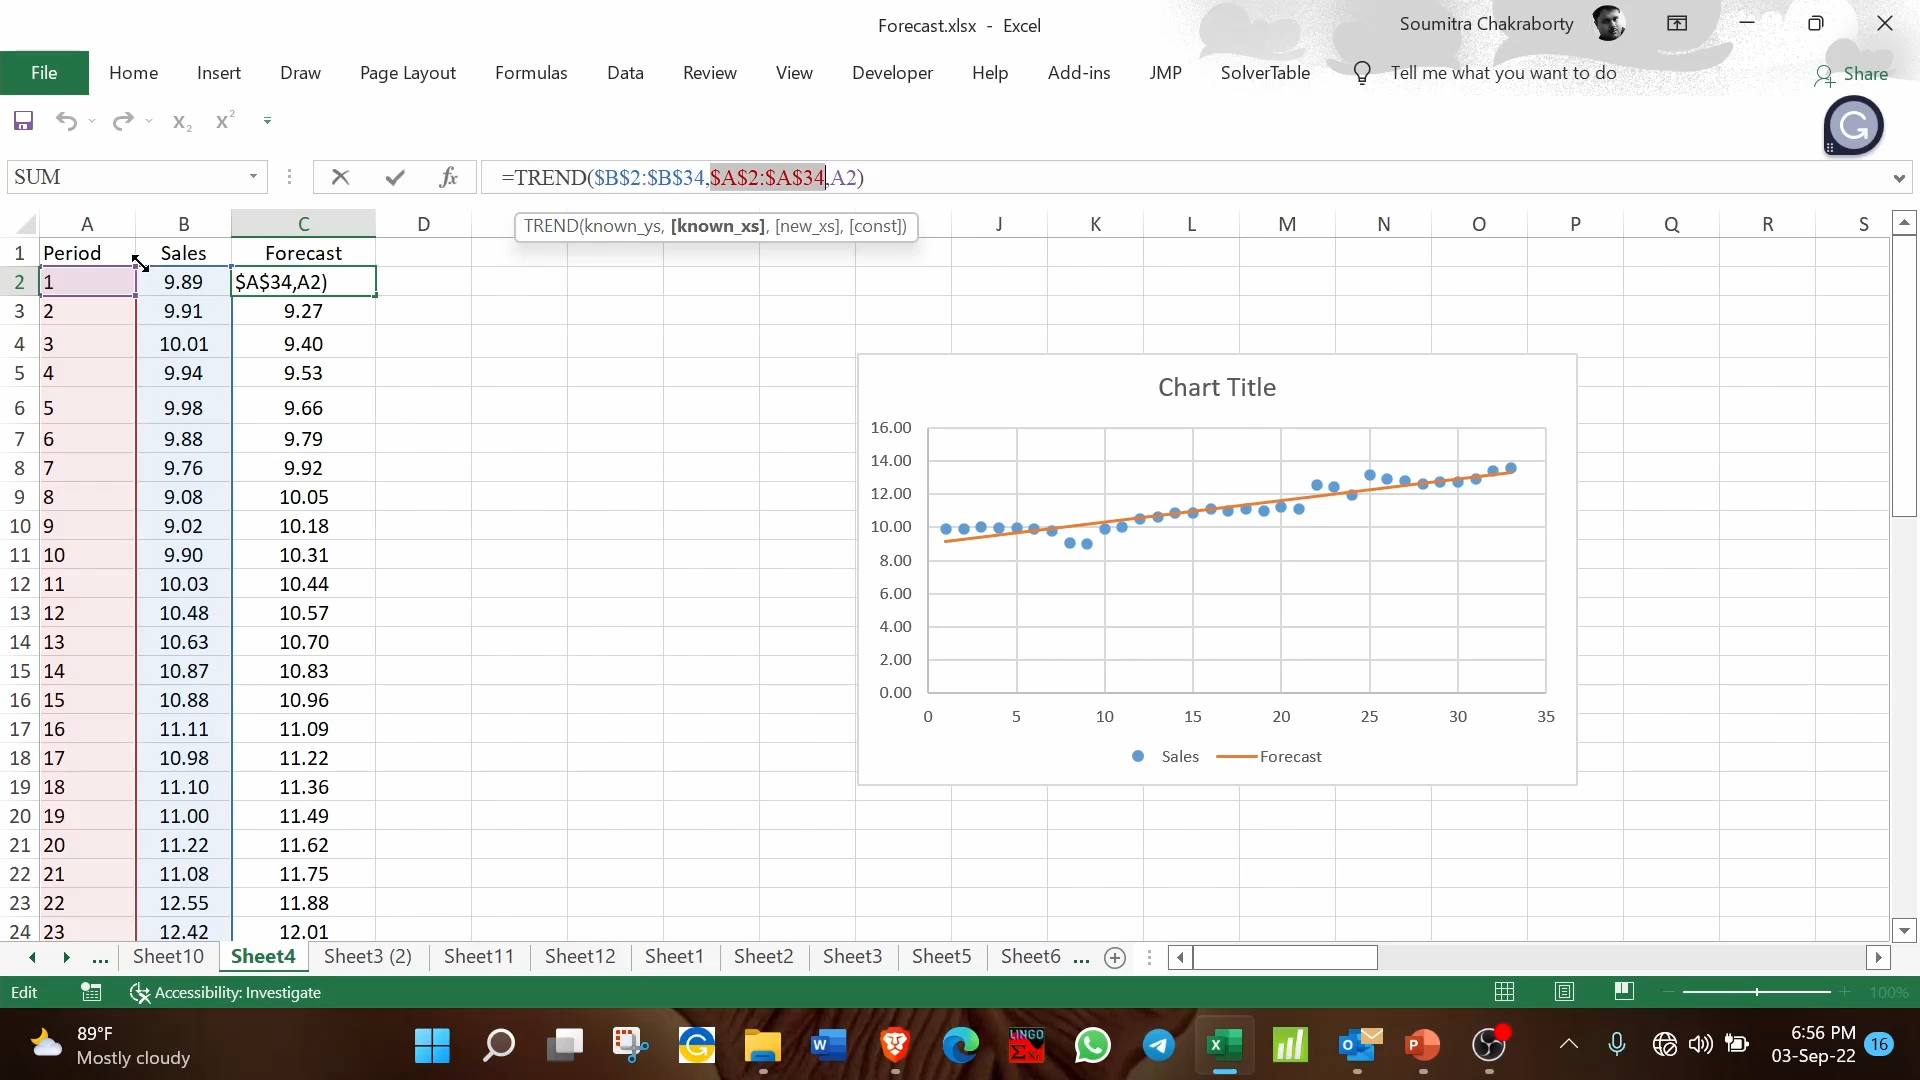 Forecast.xlsx - Excel
Soumitra Chakraborty
File Home Insert Draw Page Layout Formulas Data Review View Developer Help Add-ins JMP SolverTable Tell me what you want to do Share
X₂ X²
G
SUM fx =TREND($B$2:$B$34,$A$2:$A$34,A2)
TREND(known_ys, [known_xs], [new_xs], [const])
A B C D J K L M N O P Q R S
1 Period Sales Forecast
2 1 9.89 $A$34,A2)
3 2 9.91 9.27
4 3 10.01 9.40
5 4 9.94 9.53
6 5 9.98 9.66
7 6 9.88 9.79
8 7 9.76 9.92
9 8 9.08 10.05
10 9 9.02 10.18
11 10 9.90 10.31
12 11 10.03 10.44
13 12 10.48 10.57
14 13 10.63 10.70
15 14 10.87 10.83
16 15 10.88 10.96
17 16 11.11 11.09
18 17 10.98 11.22
19 18 11.10 11.36
20 19 11.00 11.49
21 20 11.22 11.62
22 21 11.08 11.75
23 22 12.55 11.88
24 23 12.42 12.01
Chart Title
16.00
14.00
12.00
10.00
8.00
6.00
4.00
2.00
0.00
0 5 10 15 20 25 30 35
Sales Forecast
... Sheet10 Sheet4 Sheet3 (2) Sheet11 Sheet12 Sheet1 Sheet2 Sheet3 Sheet5 Sheet6 ...
Edit Accessibility: Investigate 100%
89°F
Mostly cloudy
LINGO
6:56 PM
03-Sep-22
16